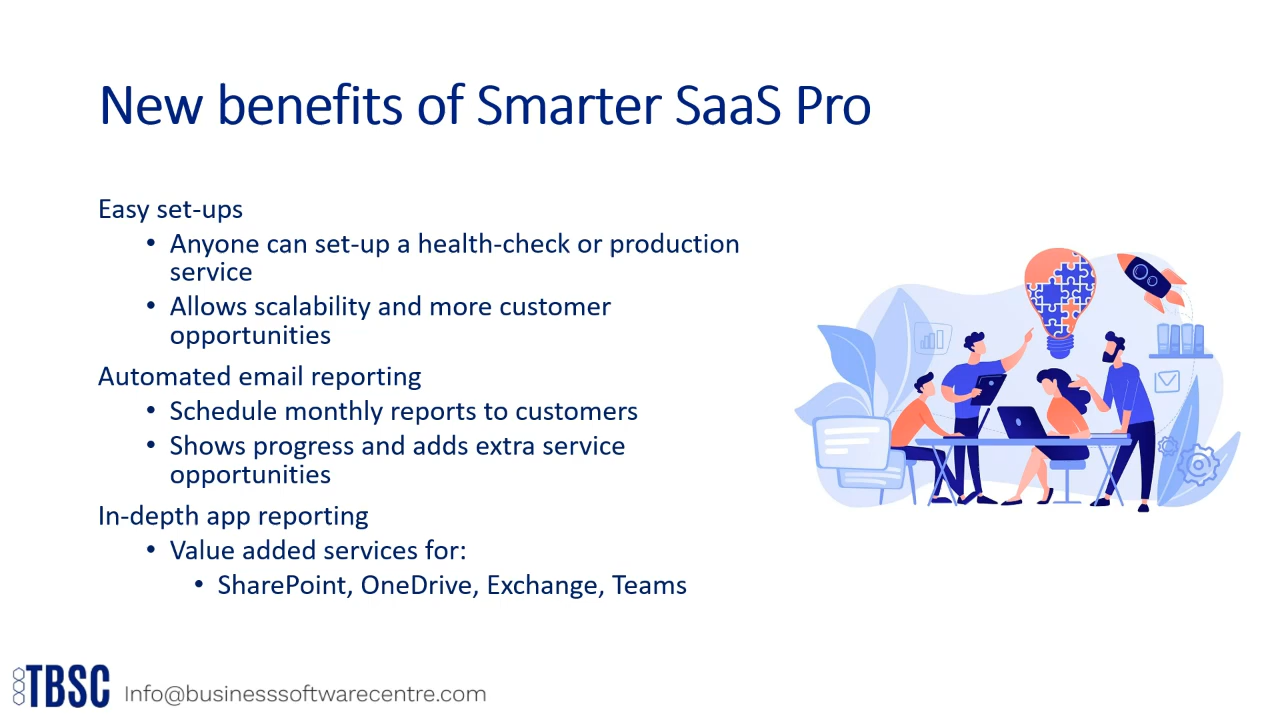 New benefits of Smarter SaaS Pro
Easy set-ups
• Anyone can set-up a health-check or production
service
• Allows scalability and more customer
opportunities
Automated email reporting
• Schedule monthly reports to customers
• Shows progress and adds extra service
opportunities
In-depth app reporting
• Value added services for:
• SharePoint, OneDrive, Exchange, Teams
TBSC Info@businesssoftwarecentre.com